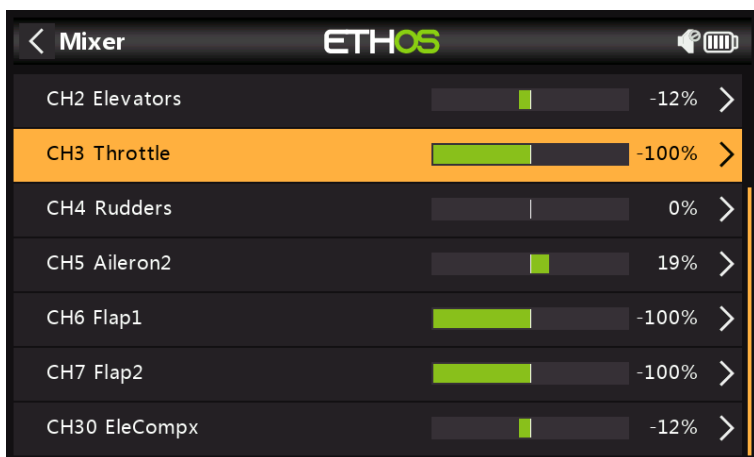 Mixer ETHOS
CH2 Elevators -12%
CH3 Throttle -100%
CH4 Rudders 0%
CH5 Aileron2 19%
CH6 Flap1 -100%
CH7 Flap2 -100%
CH30 EleCompx -12%